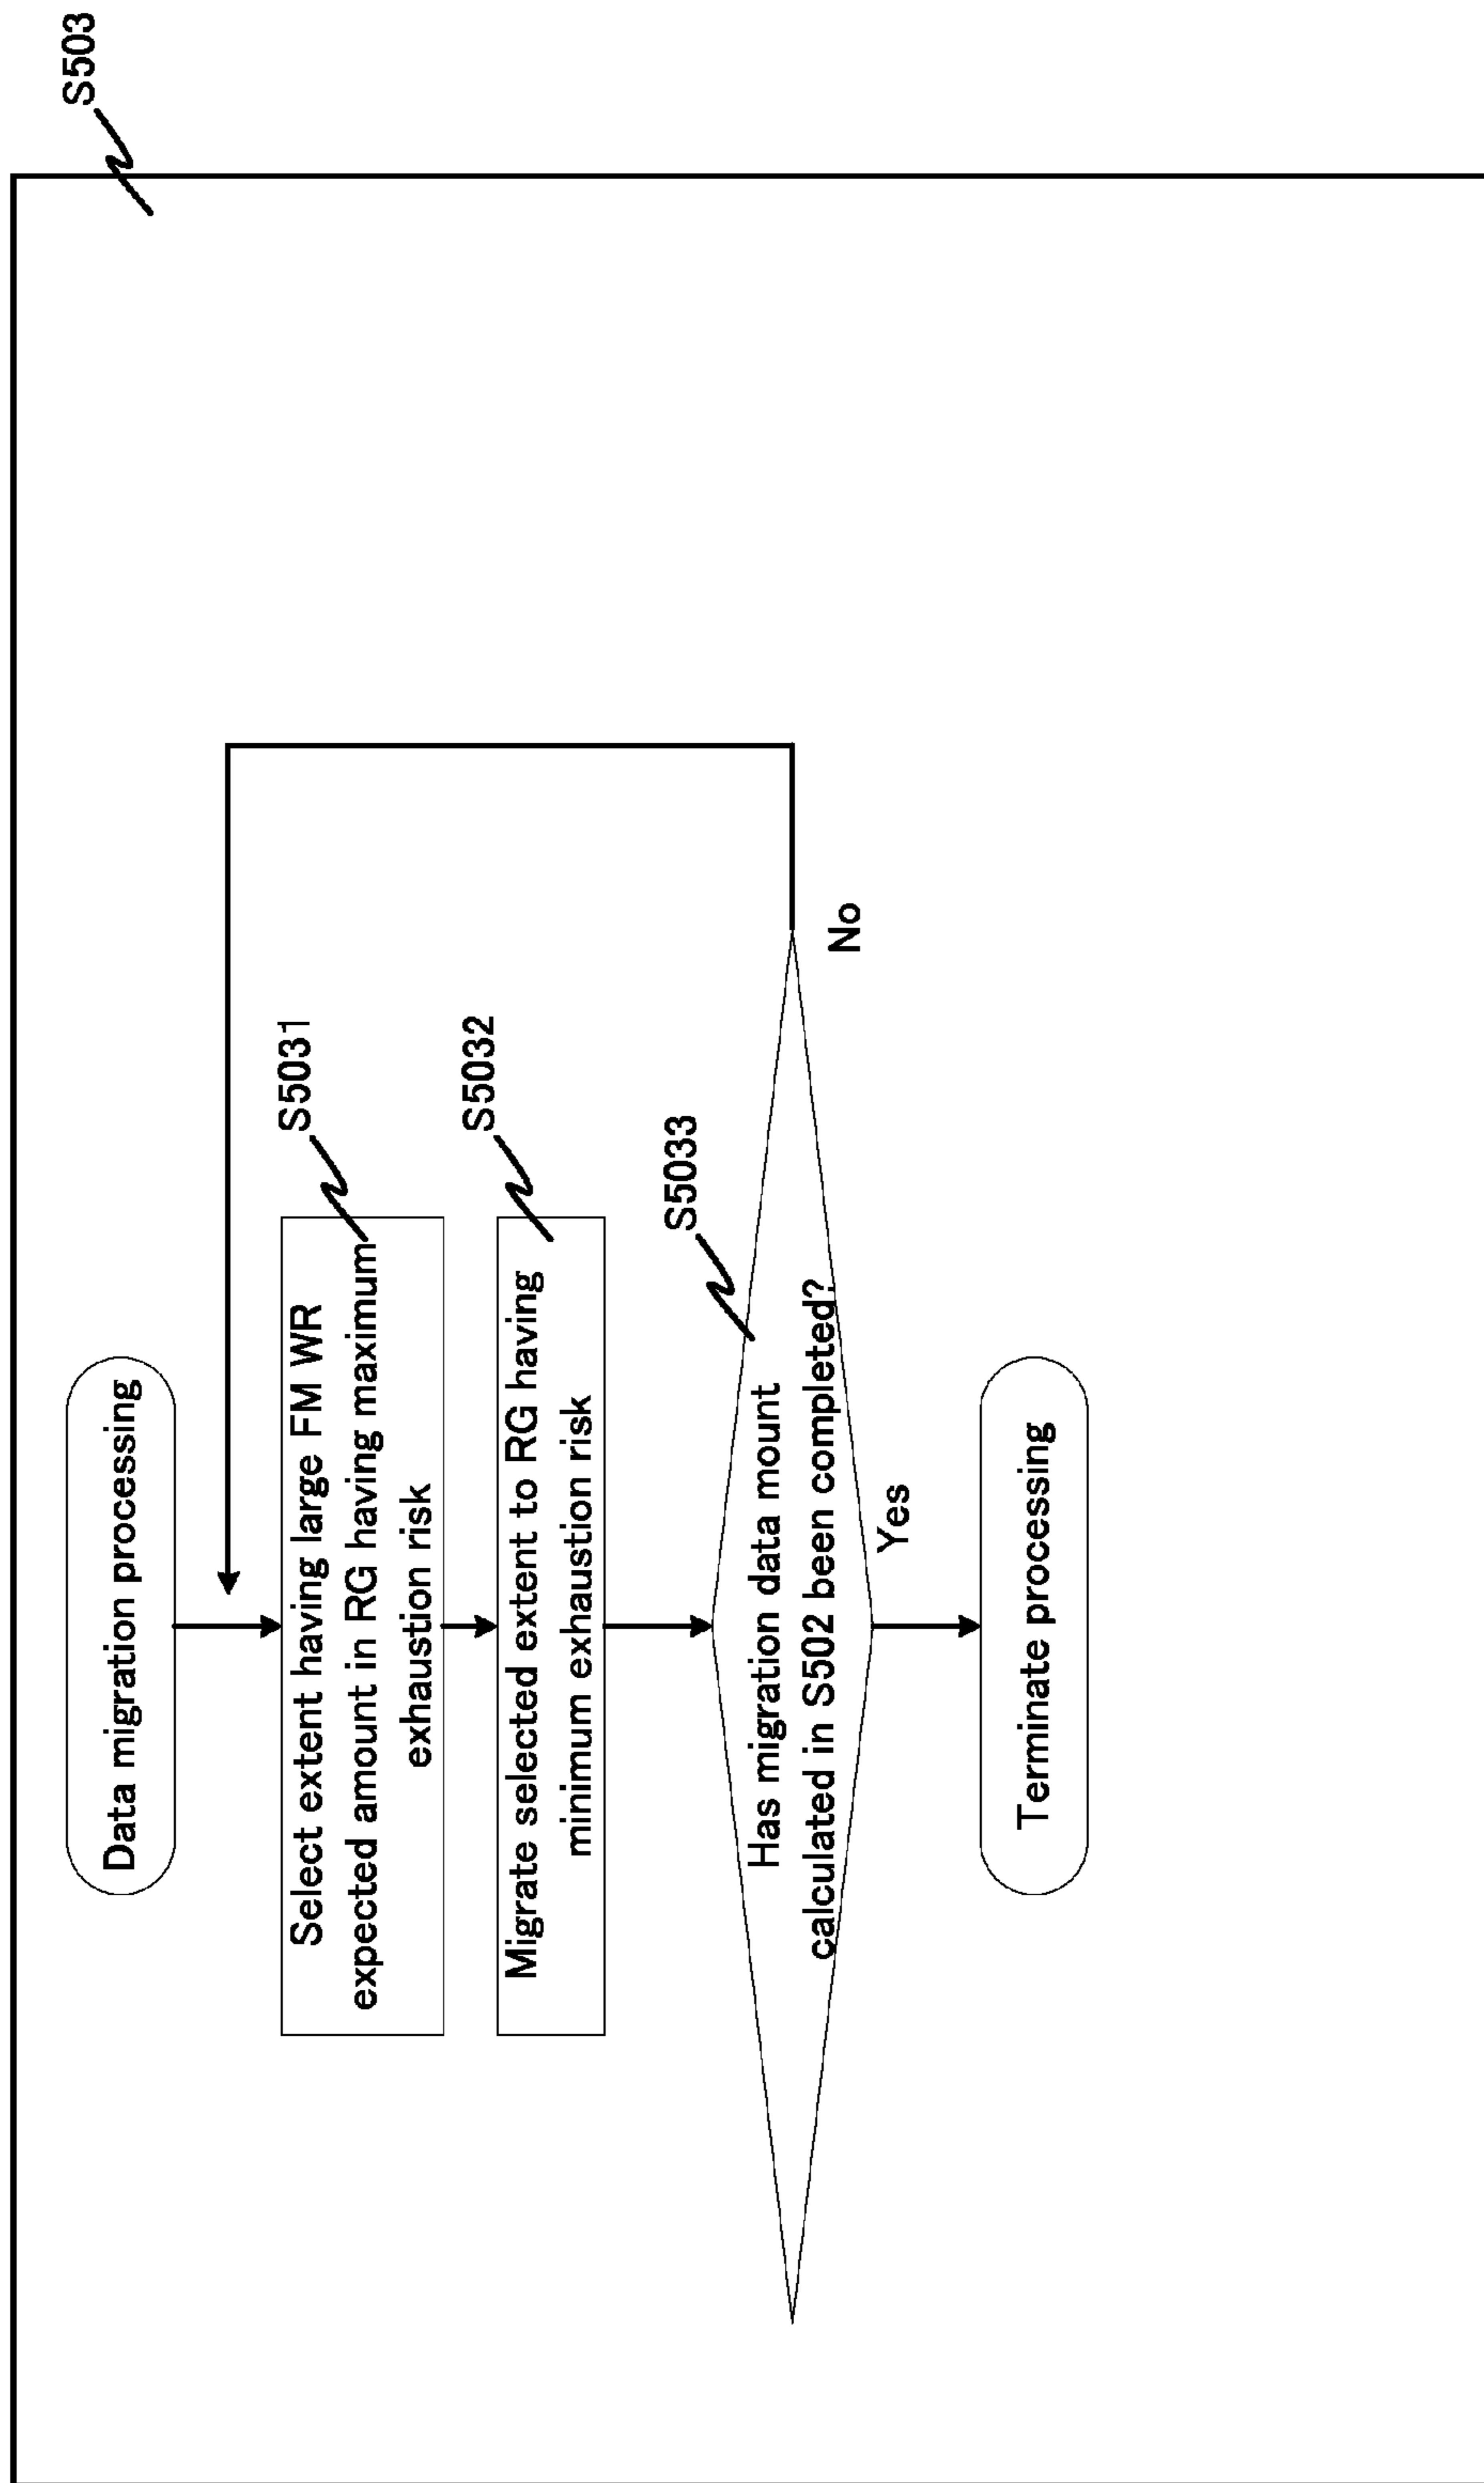 S503
Data migration processing
S5031
Select extent having large FM WR
expected amount in RG having maximum
exhaustion risk
S5032
Migrate selected extent to RG having
minimum exhaustion risk
S5033
Has migration data mount
calculated in S502 been completed?
No
Yes
Terminate processing